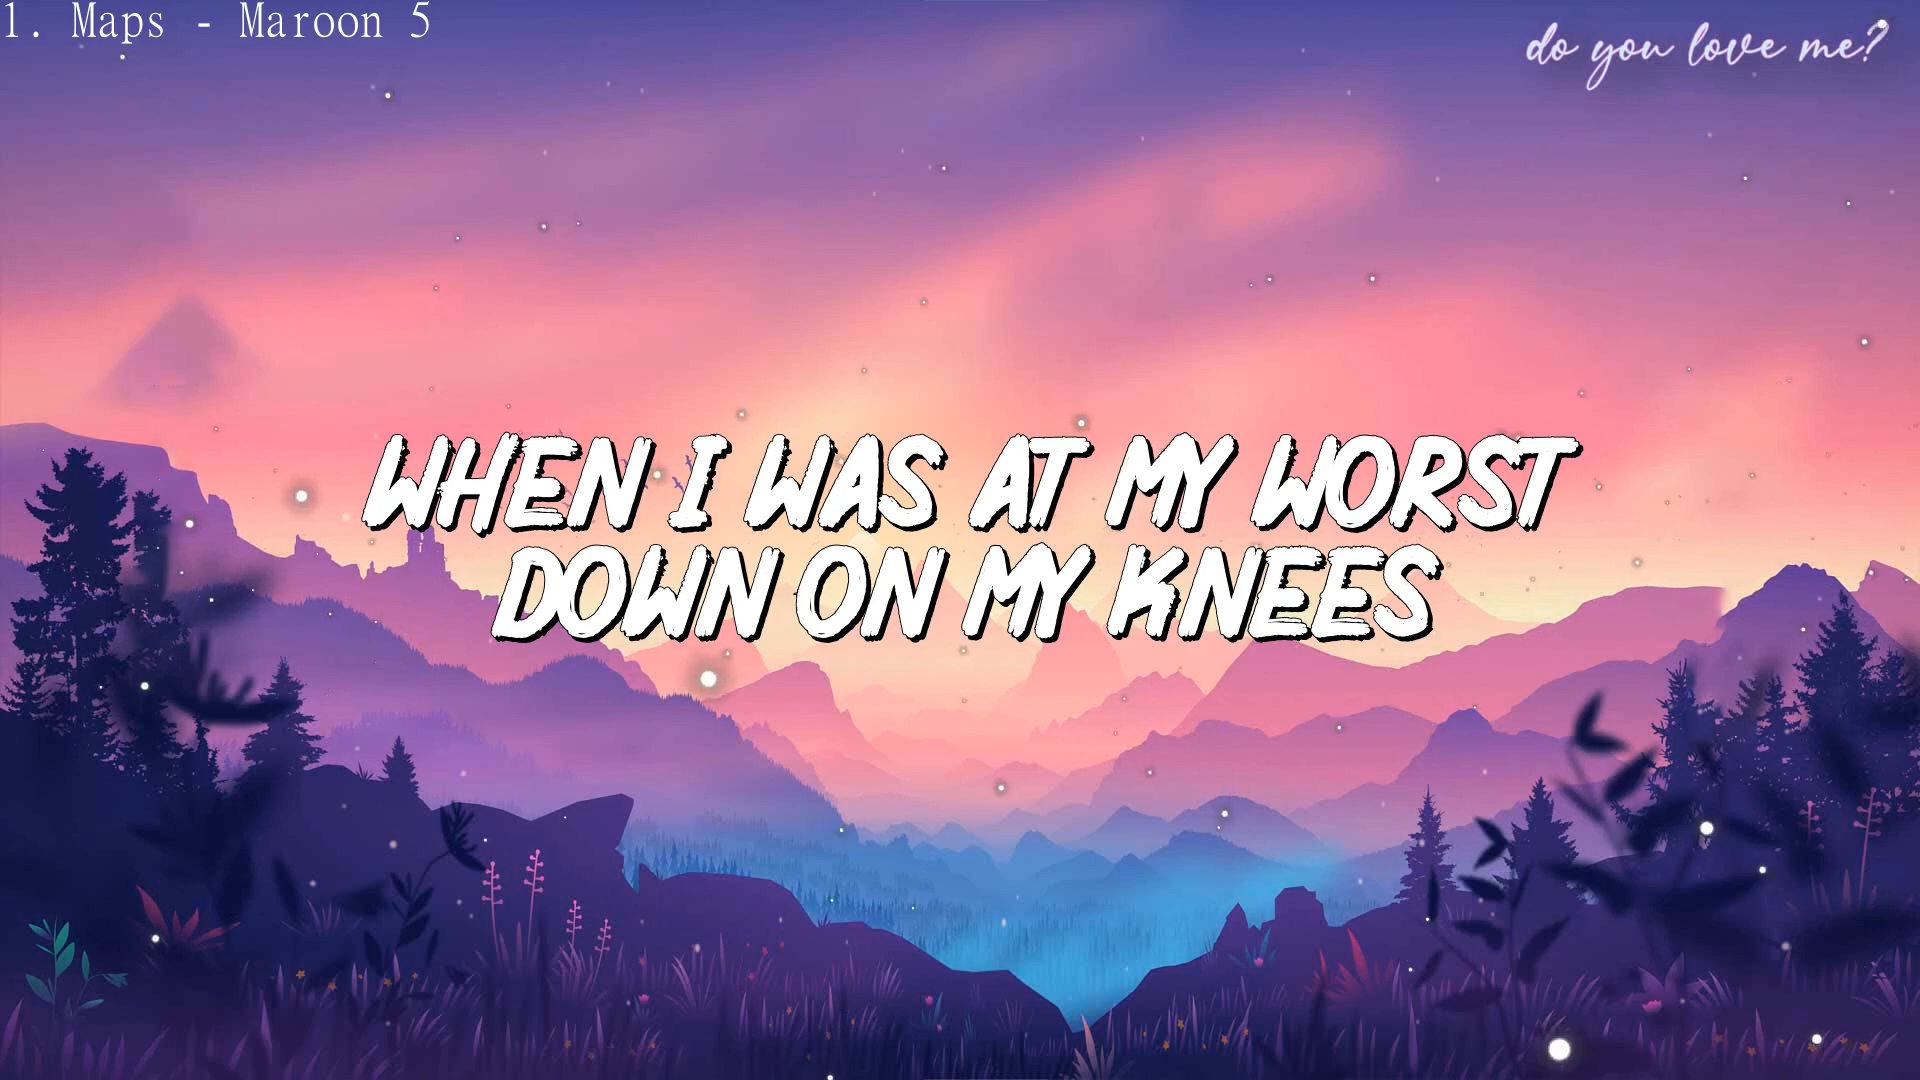 1. Maps - Maroon 5
do you love me?
WHEN I WAS AT MY WORST
DOWN ON MY KNEES